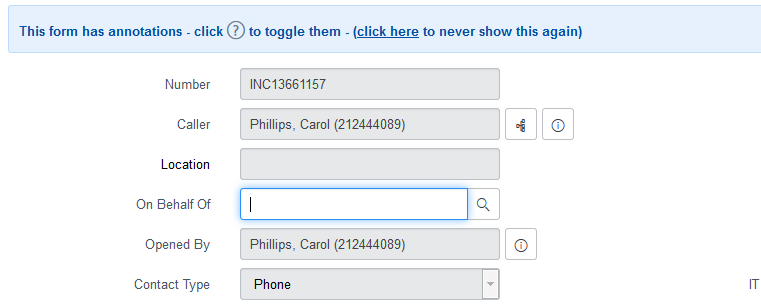 This form has annotations - click ? to toggle them - (click here to never show this again)
Number INC13661157
Caller Phillips, Carol (212444089)
Location
On Behalf Of
Opened By Phillips, Carol (212444089)
Contact Type Phone IT